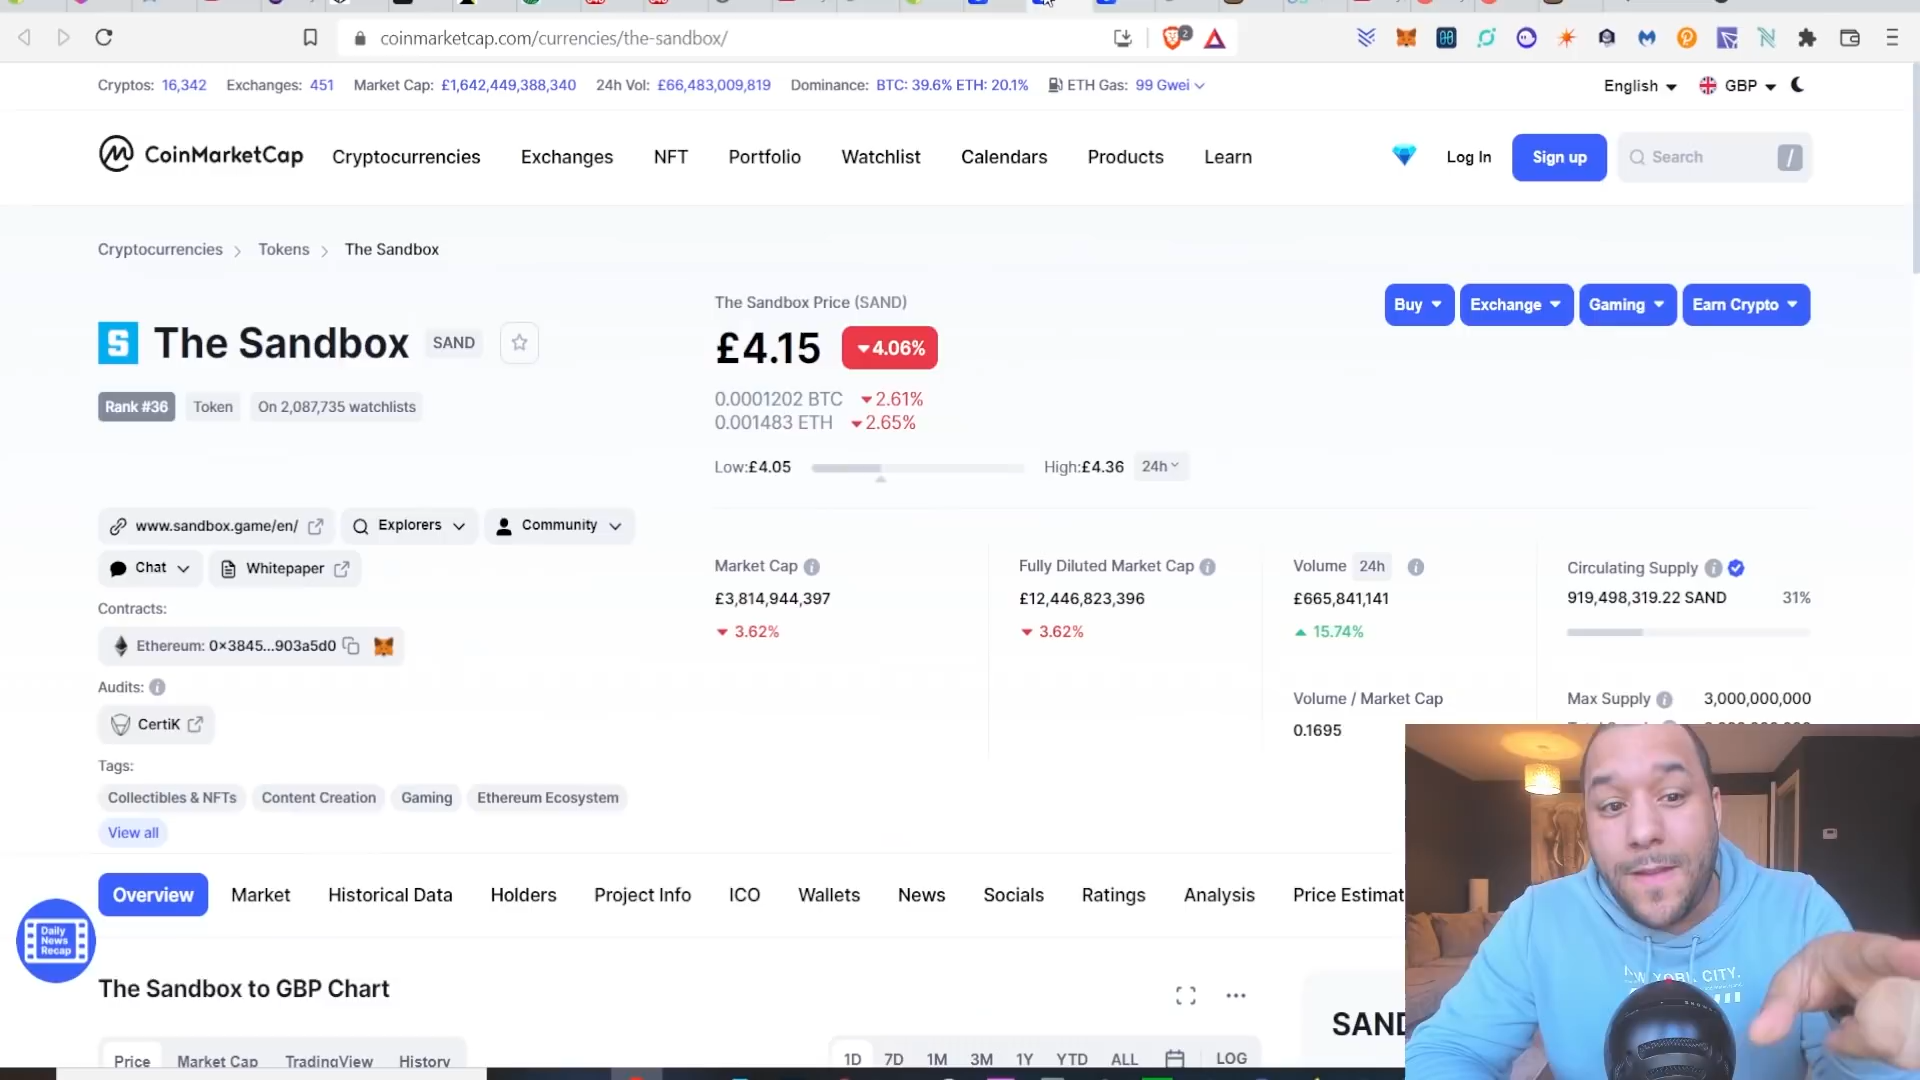 coinmarketcap.com/currencies/the-sandbox/
2
Cryptos: 16,342 Exchanges: 451 Market Cap: £1,642,449,388,340 24h Vol: £66,483,009,819 Dominance: BTC: 39.6% ETH: 20.1% ETH Gas: 99 Gwei
English GBP
CoinMarketCap Cryptocurrencies Exchanges NFT Portfolio Watchlist Calendars Products Learn Log In Sign up Search /
Cryptocurrencies > Tokens > The Sandbox
The Sandbox Price (SAND)
Buy Exchange Gaming Earn Crypto
S The Sandbox SAND
£4.15 4.06%
Rank #36 Token On 2,087,735 watchlists
0.0001202 BTC 2.61%
0.001483 ETH 2.65%
Low:£4.05 High:£4.36 24h
www.sandbox.game/en/ Explorers Community
Chat Whitepaper
Market Cap Fully Diluted Market Cap Volume 24h Circulating Supply
£3,814,944,397 £12,446,823,396 £665,841,141 919,498,319.22 SAND 31%
3.62% 3.62% 15.74%
Contracts:
Ethereum: 0x3845...903a5d0
Audits:
CertiK
Volume / Market Cap Max Supply 3,000,000,000
0.1695
Tags:
Collectibles & NFTs Content Creation Gaming Ethereum Ecosystem
View all
Overview Market Historical Data Holders Project Info ICO Wallets News Socials Ratings Analysis Price Estimat
Daily
News
Recap
The Sandbox to GBP Chart
SAND
Price Market Cap TradingView History 1D 7D 1M 3M 1Y YTD ALL LOG
CITY.